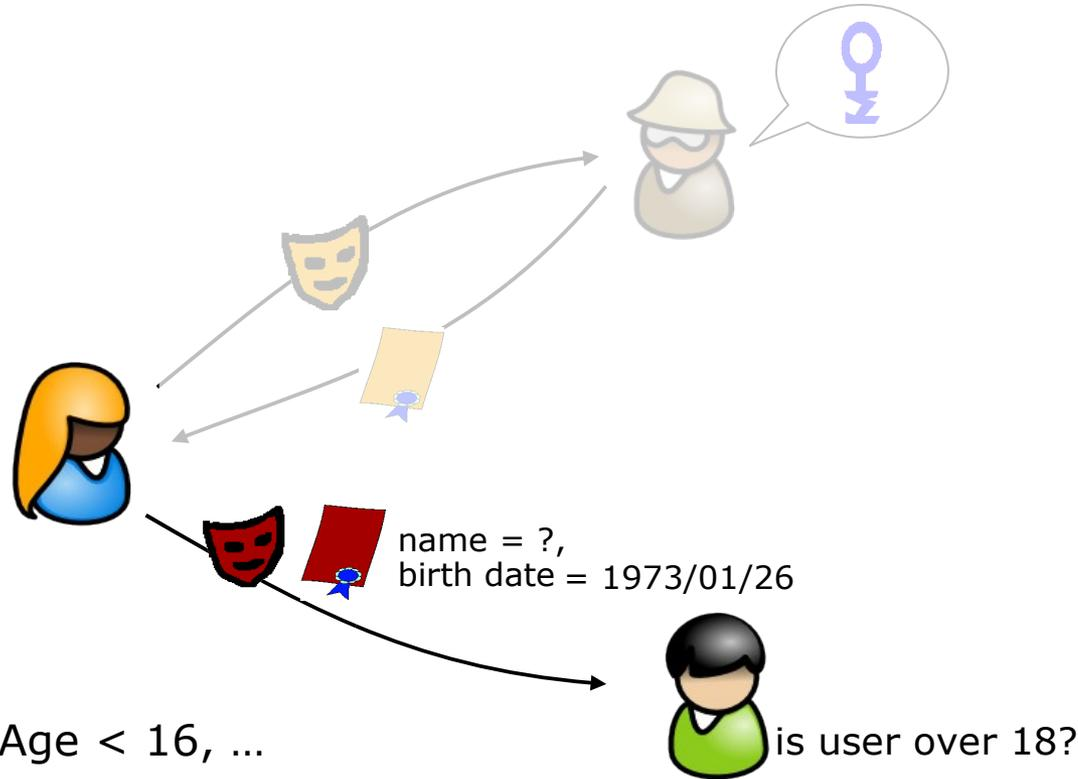 name = ?,
birth date = 1973/01/26
Age < 16, …
is user over 18?